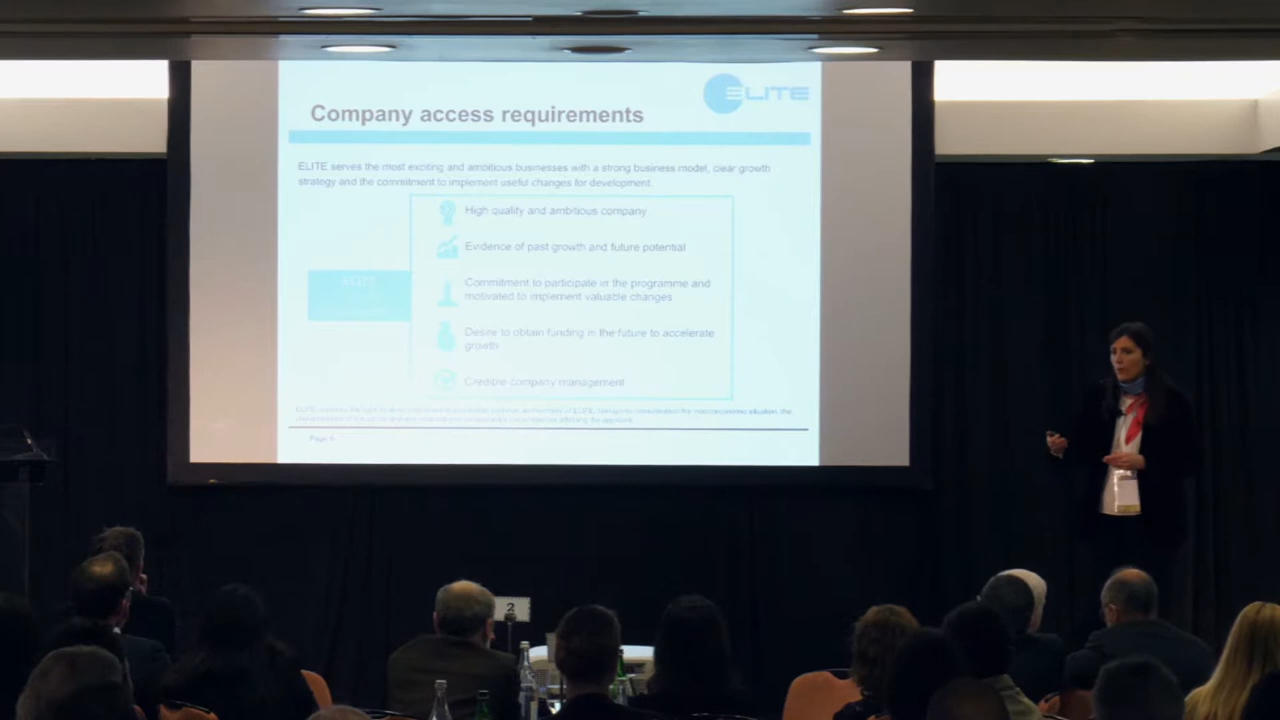 ELITE
Company access requirements
ELITE serves the most exciting and ambitious businesses with a strong business model, clear growth
strategy and the commitment to implement useful changes for development.
High quality and ambitious company
Evidence of past growth and future potential
ELITE
Commitment to participate in the programme and
motivated to implement valuable changes
Desire to obtain funding in the future to accelerate
growth
Credible company management
Page 6
2